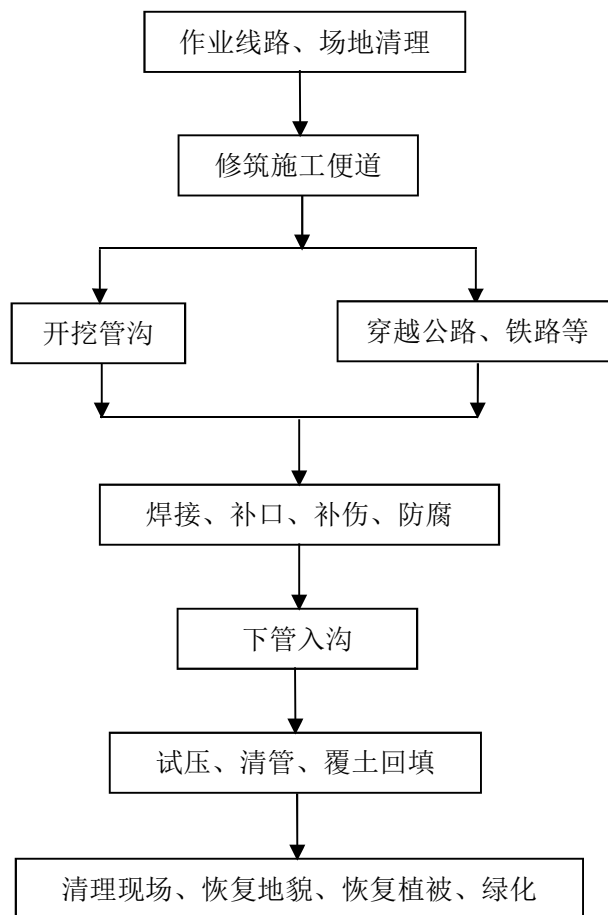 作业线路、场地清理
修筑施工便道
开挖管沟
穿越公路、铁路等
焊接、补口、补伤、防腐
下管入沟
试压、清管、覆土回填
清理现场、恢复地貌、恢复植被、绿化